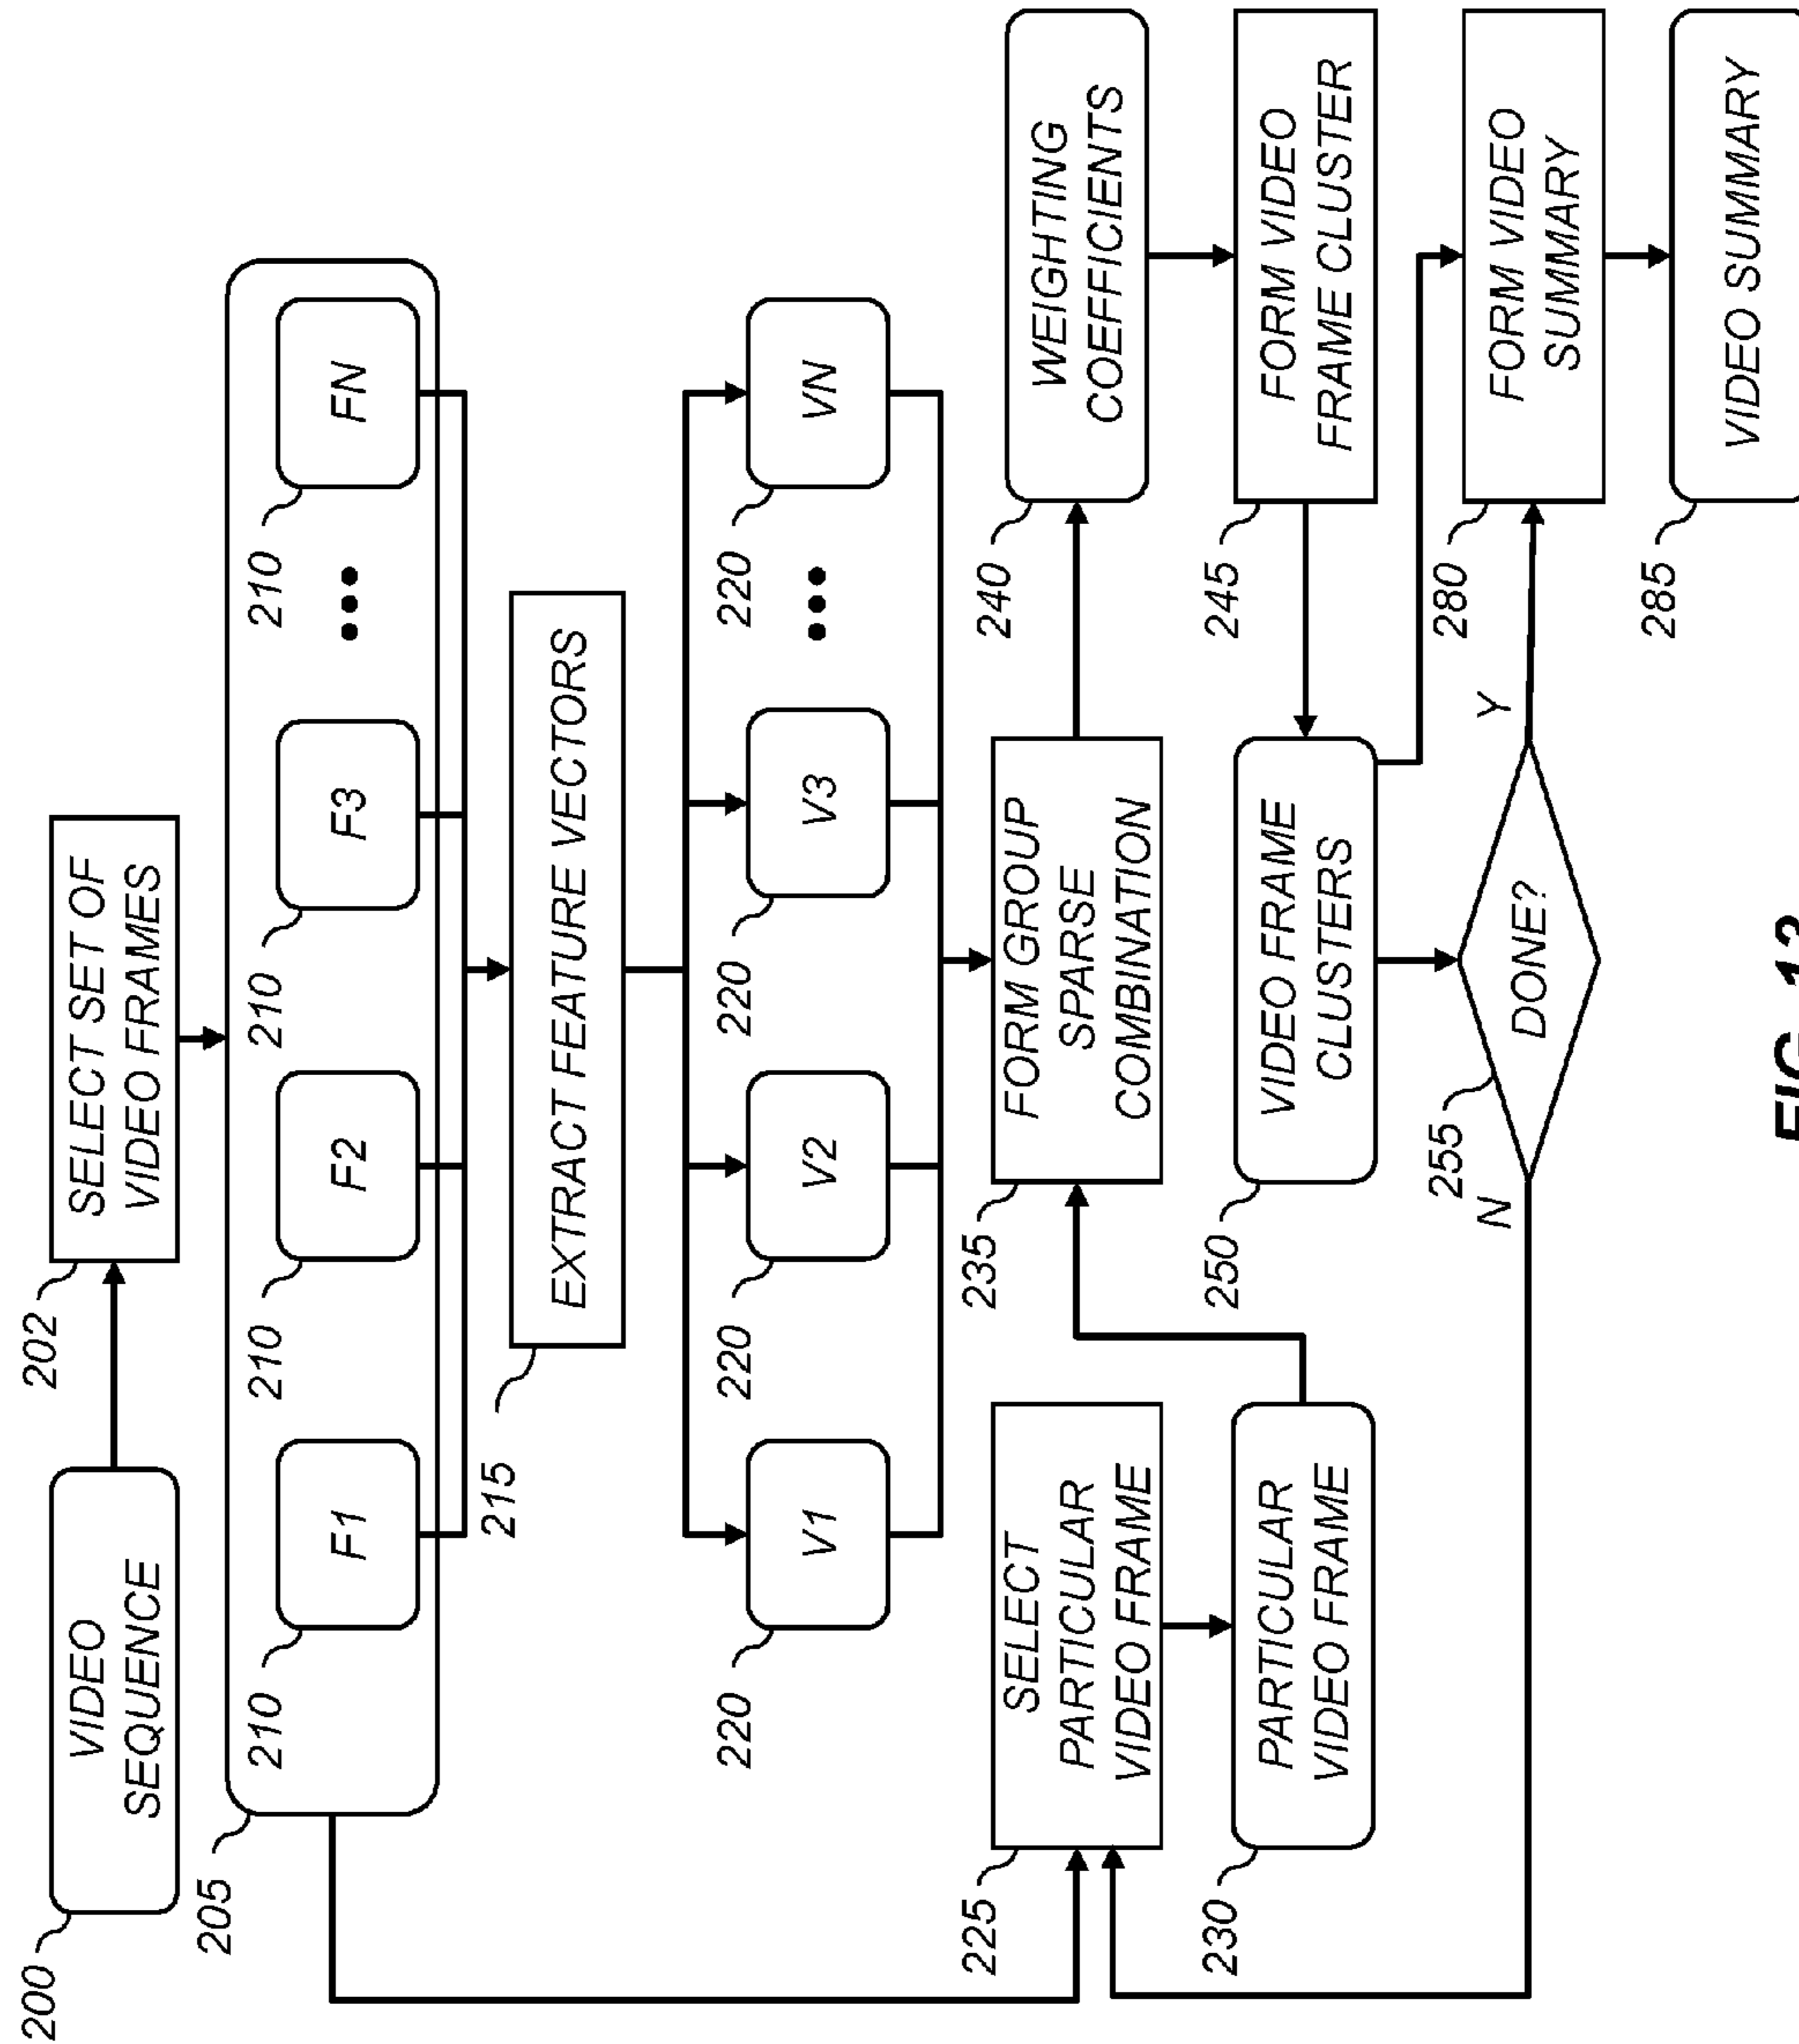 200
VIDEO
SEQUENCE
202
SELECT SET OF
VIDEO FRAMES
205
210
F1
210
F2
210
F3
•••
210
FN
215
EXTRACT FEATURE VECTORS
220
V1
220
V2
220
V3
•••
220
VN
225
SELECT
PARTICULAR
VIDEO FRAME
235
FORM GROUP
SPARSE
COMBINATION
240
WEIGHTING
COEFFICIENTS
230
PARTICULAR
VIDEO FRAME
250
VIDEO FRAME
CLUSTERS
245
FORM VIDEO
FRAME CLUSTER
N
255
DONE?
Y
280
FORM VIDEO
SUMMARY
285
VIDEO SUMMARY
FIG. 12